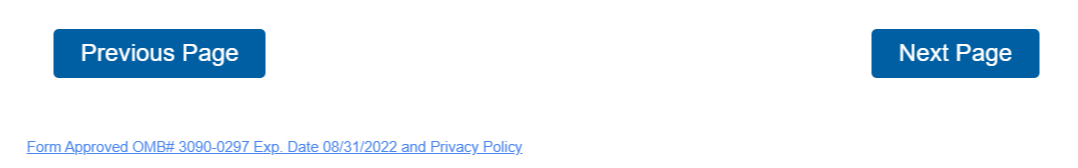 Previous Page
Next Page
Form Approved OMB# 3090-0297 Exp. Date 08/31/2022 and Privacy Policy